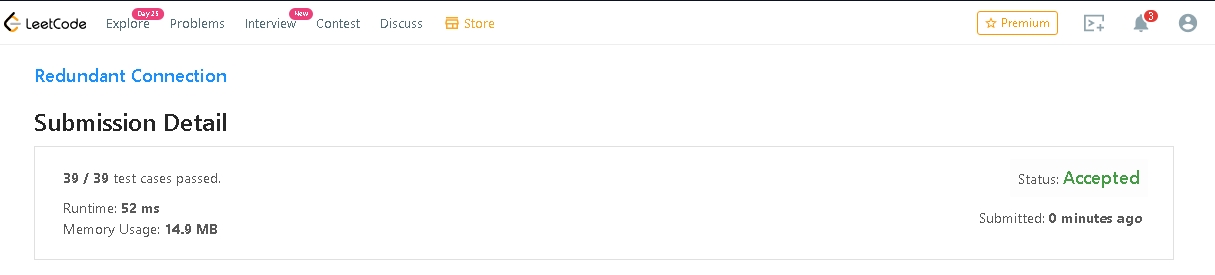 LeetCode Explore Day 25 Problems Interview New Contest Discuss Store Premium 3
Redundant Connection
Submission Detail
39 / 39 test cases passed.
Status: Accepted
Runtime: 52 ms
Submitted: 0 minutes ago
Memory Usage: 14.9 MB